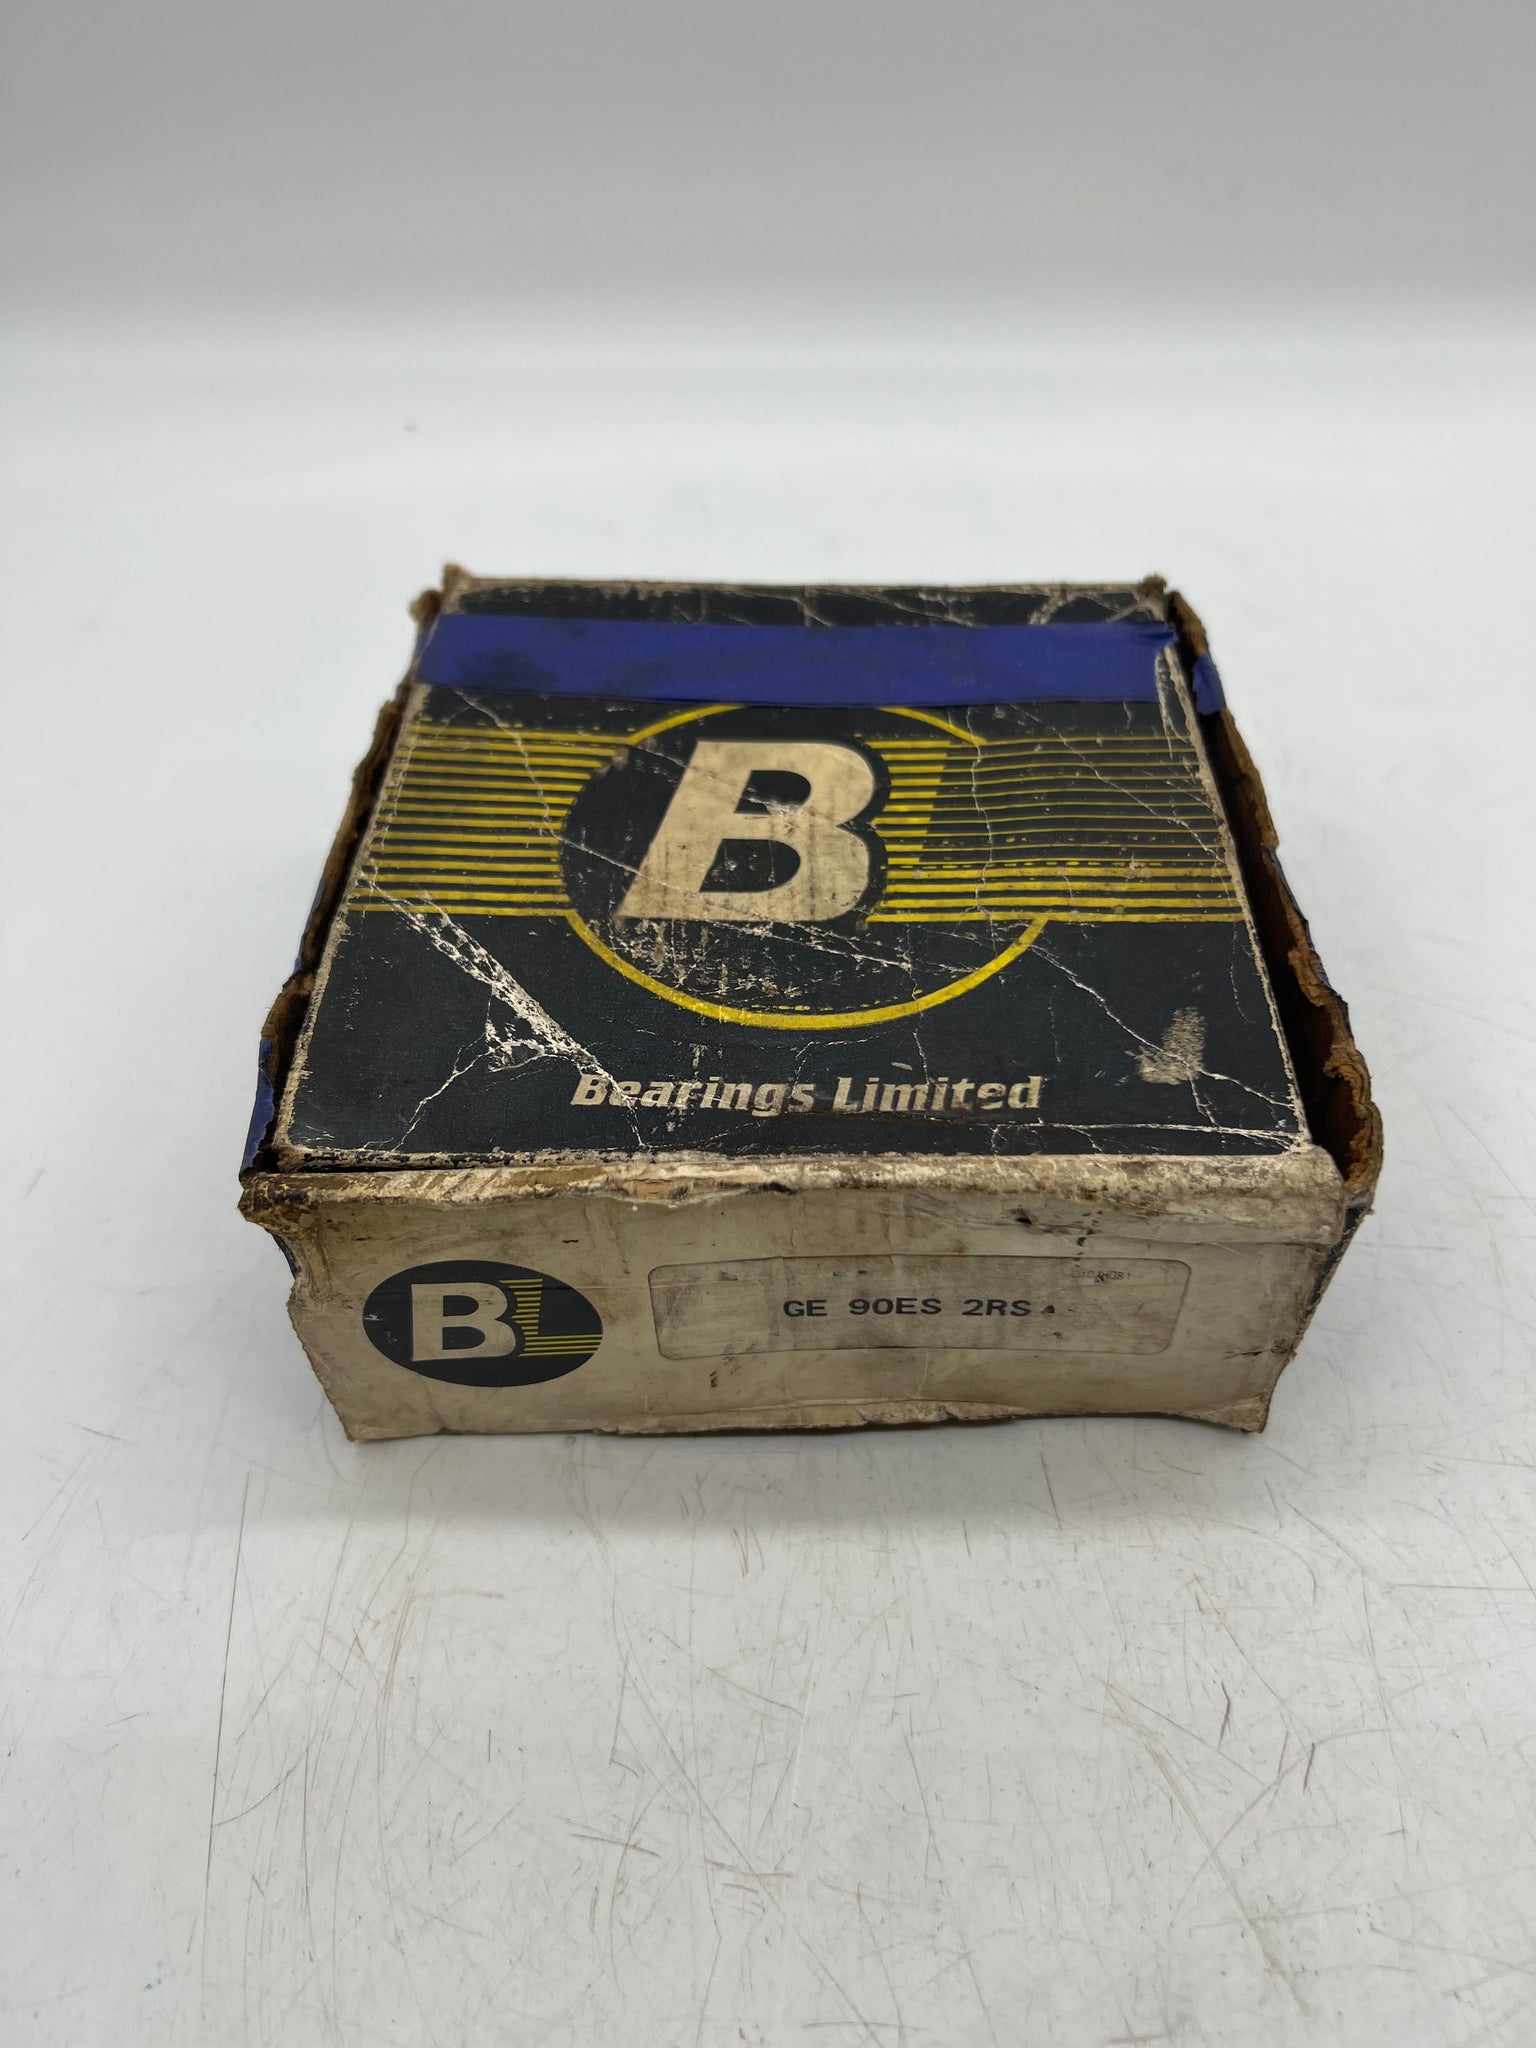 B
Bearings Limited
BL
GE 90ES 2RS